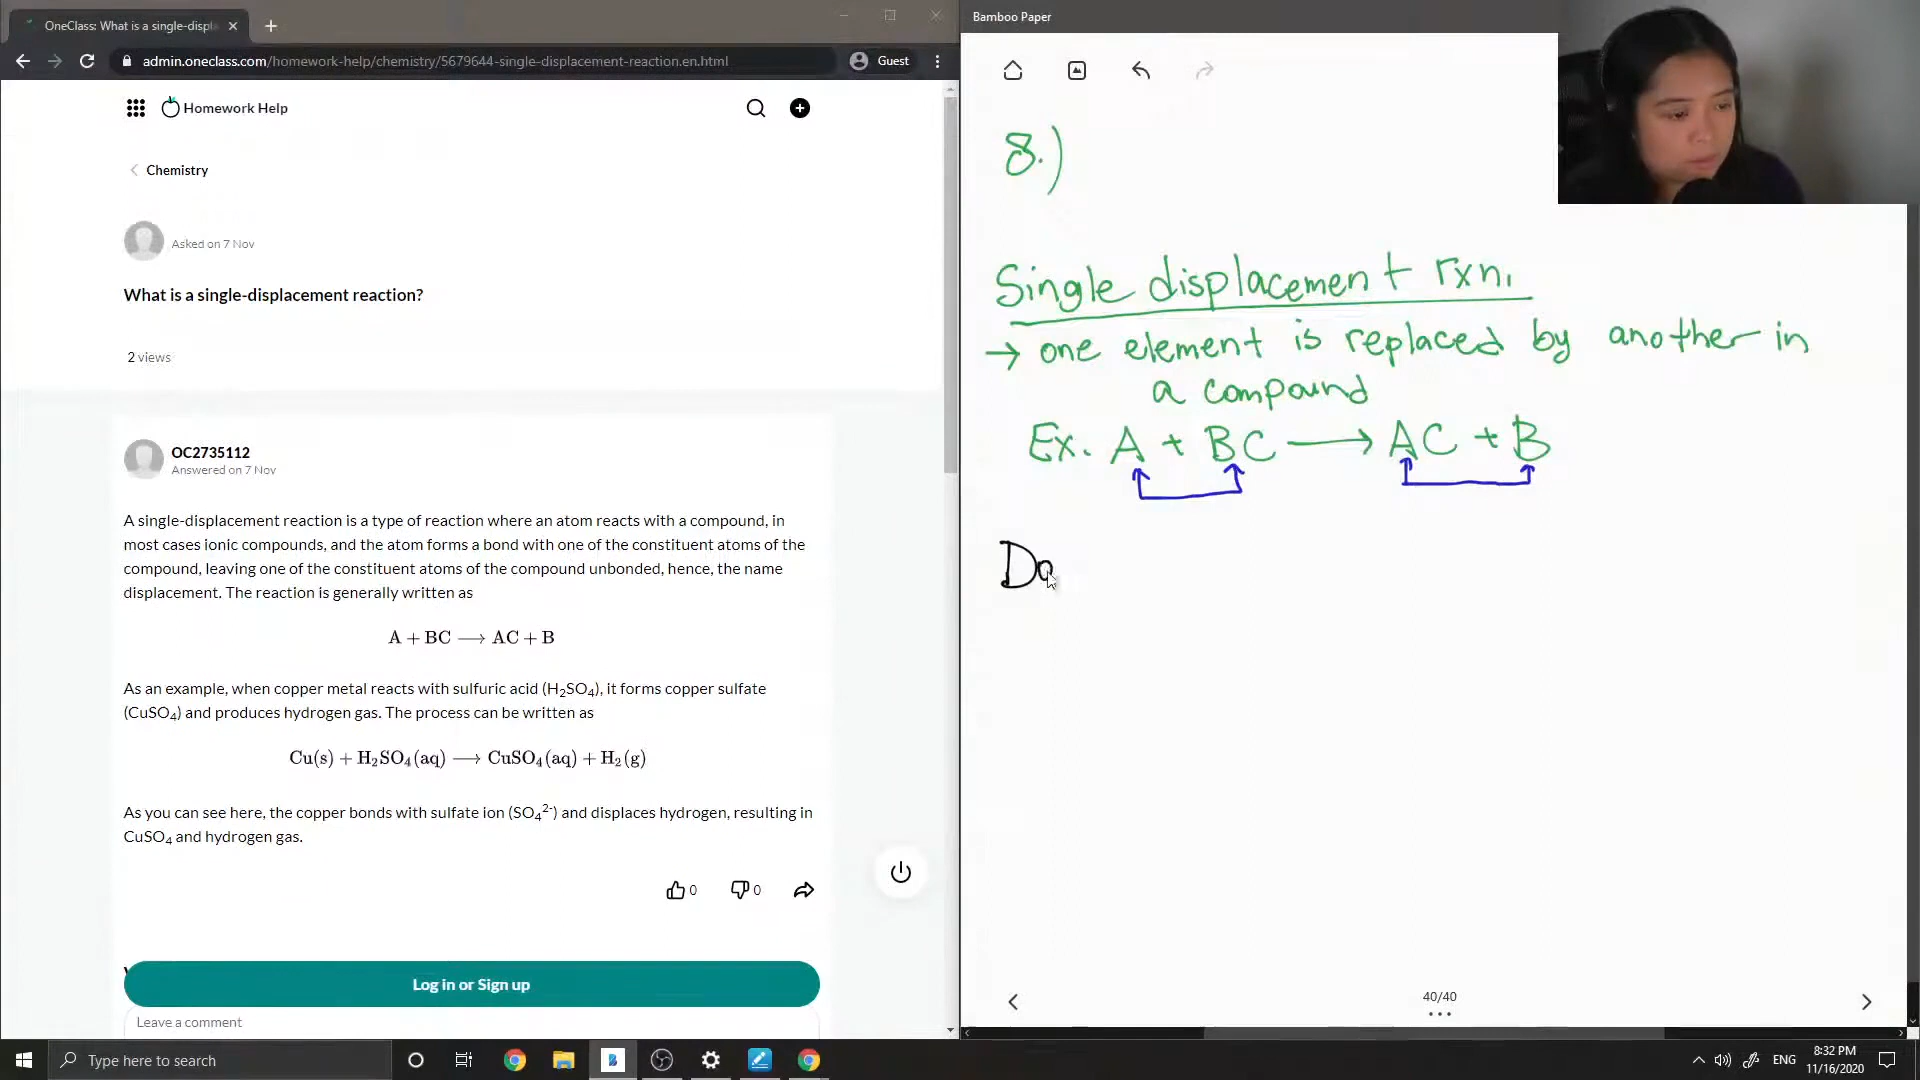 OneClass: What is a single-displ
admin.oneclass.com/homework-help/chemistry/5679644-single-displacement-reaction.en.html
Guest
Homework Help
Chemistry
Asked on 7 Nov
What is a single-displacement reaction?
2 views
OC2735112
Answered on 7 Nov
A single-displacement reaction is a type of reaction where an atom reacts with a compound, in
most cases ionic compounds, and the atom forms a bond with one of the constituent atoms of the
compound, leaving one of the constituent atoms of the compound unbonded, hence, the name
displacement. The reaction is generally written as
A + BC ⟶ AC + B
As an example, when copper metal reacts with sulfuric acid (H₂SO₄), it forms copper sulfate
(CuSO₄) and produces hydrogen gas. The process can be written as
Cu(s) + H₂SO₄(aq) ⟶ CuSO₄(aq) + H₂(g)
As you can see here, the copper bonds with sulfate ion (SO₄²⁻) and displaces hydrogen, resulting in
CuSO₄ and hydrogen gas.
0 0
Log in or Sign up
Leave a comment
Bamboo Paper
8.)
Single displacement rxn.
→ one element is replaced by another in
a compound
Ex. A + BC ⟶ AC + B
Do
40/40
Type here to search
ENG
8:32 PM
11/16/2020